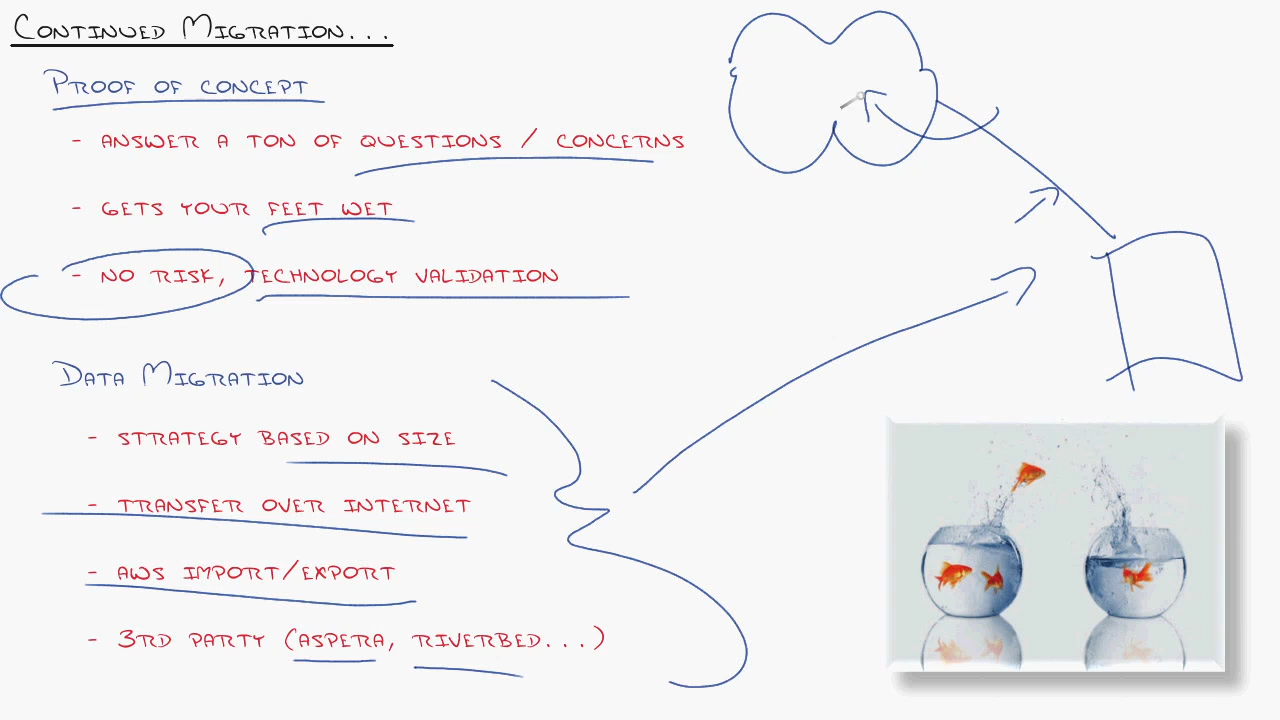 CONTINUED MIGRATION...
PROOF OF CONCEPT
- ANSWER A TON OF QUESTIONS / CONCERNS
- GETS YOUR FEET WET
- NO RISK, TECHNOLOGY VALIDATION
DATA MIGRATION
- STRATEGY BASED ON SIZE
- TRANSFER OVER INTERNET
- AWS IMPORT/EXPORT
- 3RD PARTY (ASPERA, RIVERBED...)